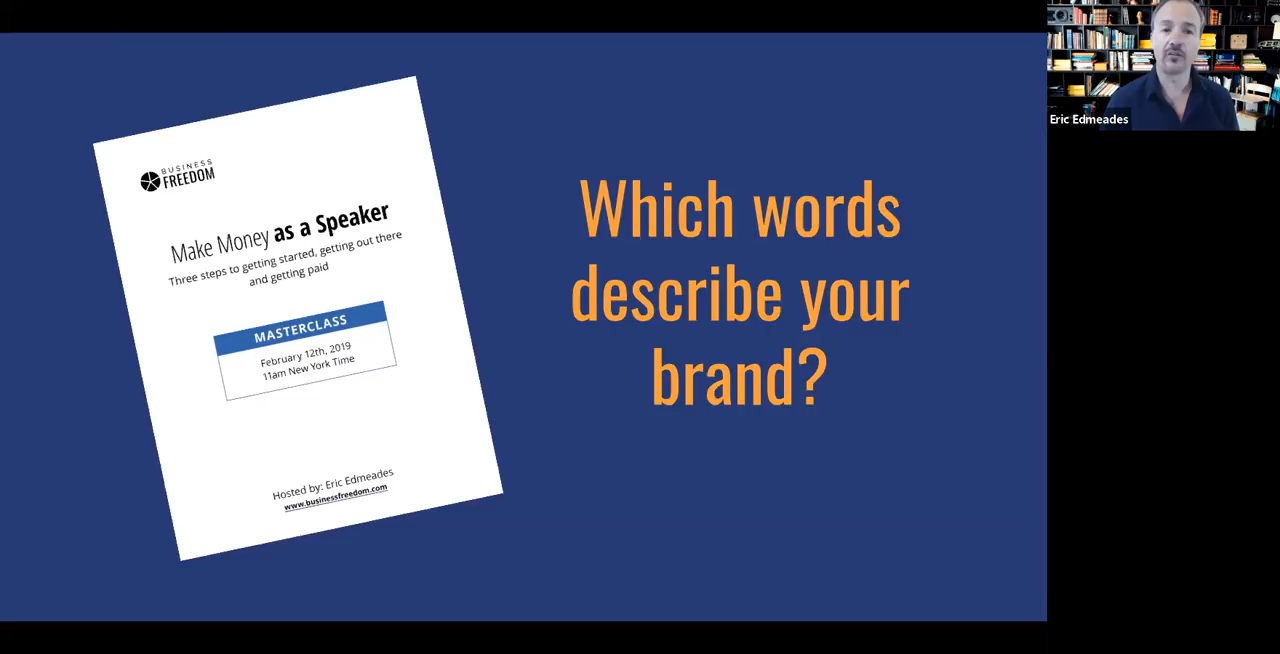 BUSINESS
FREEDOM
Make Money as a Speaker
Three steps to getting started, getting out there
and getting paid
MASTERCLASS
February 12th, 2019
11am New York Time
Hosted by: Eric Edmeades
www.businessfreedom.com
Which words
describe your
brand?
Eric Edmeades